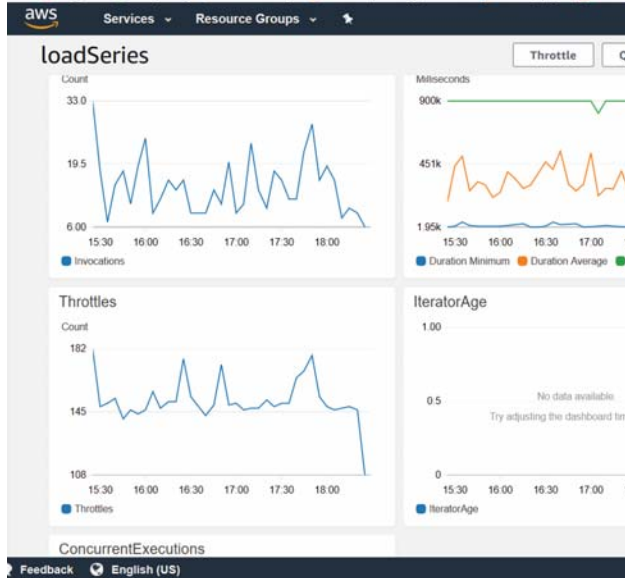 aws Services Resource Groups
loadSeries Throttle Q
Count
33.0
19.5
6.00
15:30 16:00 16:30 17:00 17:30 18:00
Invocations
Milliseconds
900k
451k
1.95k
15:30 16:00 16:30 17:00
Duration Minimum Duration Average
Throttles
Count
182
145
108
15:30 16:00 16:30 17:00 17:30 18:00
Throttles
IteratorAge
1.00
0.5
0
No data available.
Try adjusting the dashboard tim
15:30 16:00 16:30 17:00
IteratorAge
ConcurrentExecutions
Feedback English (US)